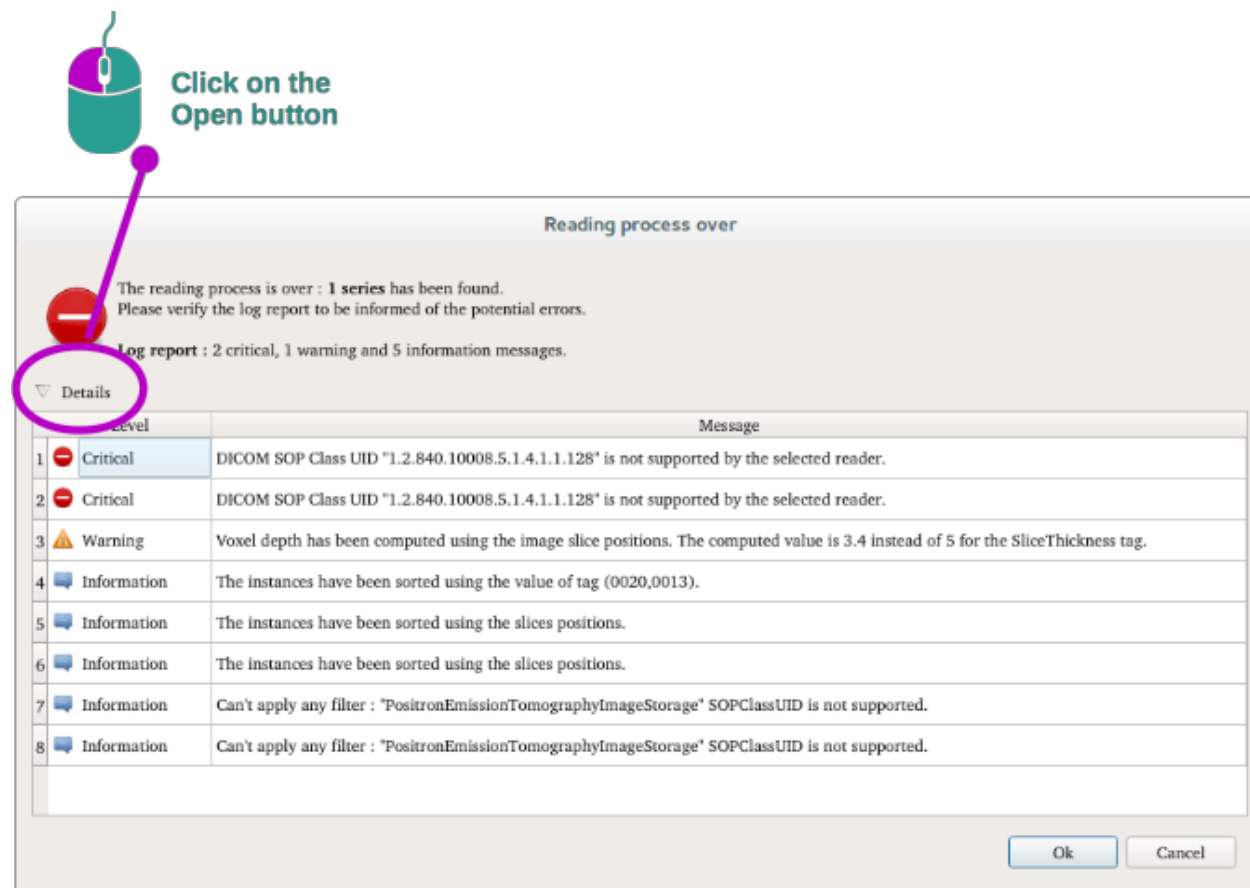 Click on the
Open button
Reading process over
The reading process is over : 1 series has been found.
Please verify the log report to be informed of the potential errors.
Log report : 2 critical, 1 warning and 5 information messages.
Details
Level Message
1 Critical DICOM SOP Class UID "1.2.840.10008.5.1.4.1.1.128" is not supported by the selected reader.
2 Critical DICOM SOP Class UID "1.2.840.10008.5.1.4.1.1.128" is not supported by the selected reader.
3 Warning Voxel depth has been computed using the image slice positions. The computed value is 3.4 instead of 5 for the SliceThickness tag.
4 Information The instances have been sorted using the value of tag (0020,0013).
5 Information The instances have been sorted using the slices positions.
6 Information The instances have been sorted using the slices positions.
7 Information Can't apply any filter : "PositronEmissionTomographyImageStorage" SOPClassUID is not supported.
8 Information Can't apply any filter : "PositronEmissionTomographyImageStorage" SOPClassUID is not supported.
Ok Cancel